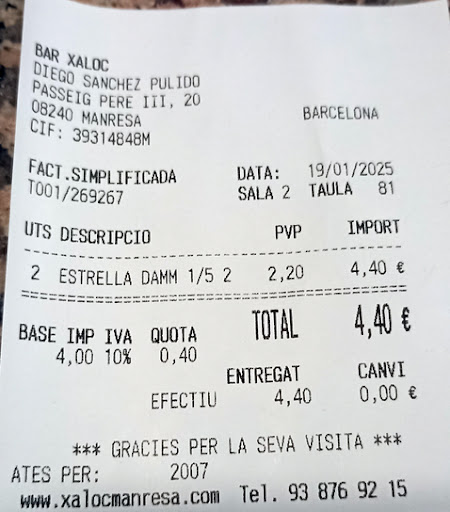 BAR XALOC
DIEGO SANCHEZ PULIDO
PASSEIG PERE III, 20
08240 MANRESA BARCELONA
CIF: 39314848M
FACT.SIMPLIFICADA DATA: 19/01/2025
T001/269267 SALA 2 TAULA 81
UTS DESCRIPCIO PVP IMPORT
2 ESTRELLA DAMM 1/5 2 2,20 4,40 €
BASE IMP IVA QUOTA TOTAL 4,40 €
4,00 10% 0,40
ENTREGAT CANVI
EFECTIU 4,40 0,00 €
*** GRACIES PER LA SEVA VISITA ***
ATES PER: 2007
www.xalocmanresa.com Tel. 93 876 92 15